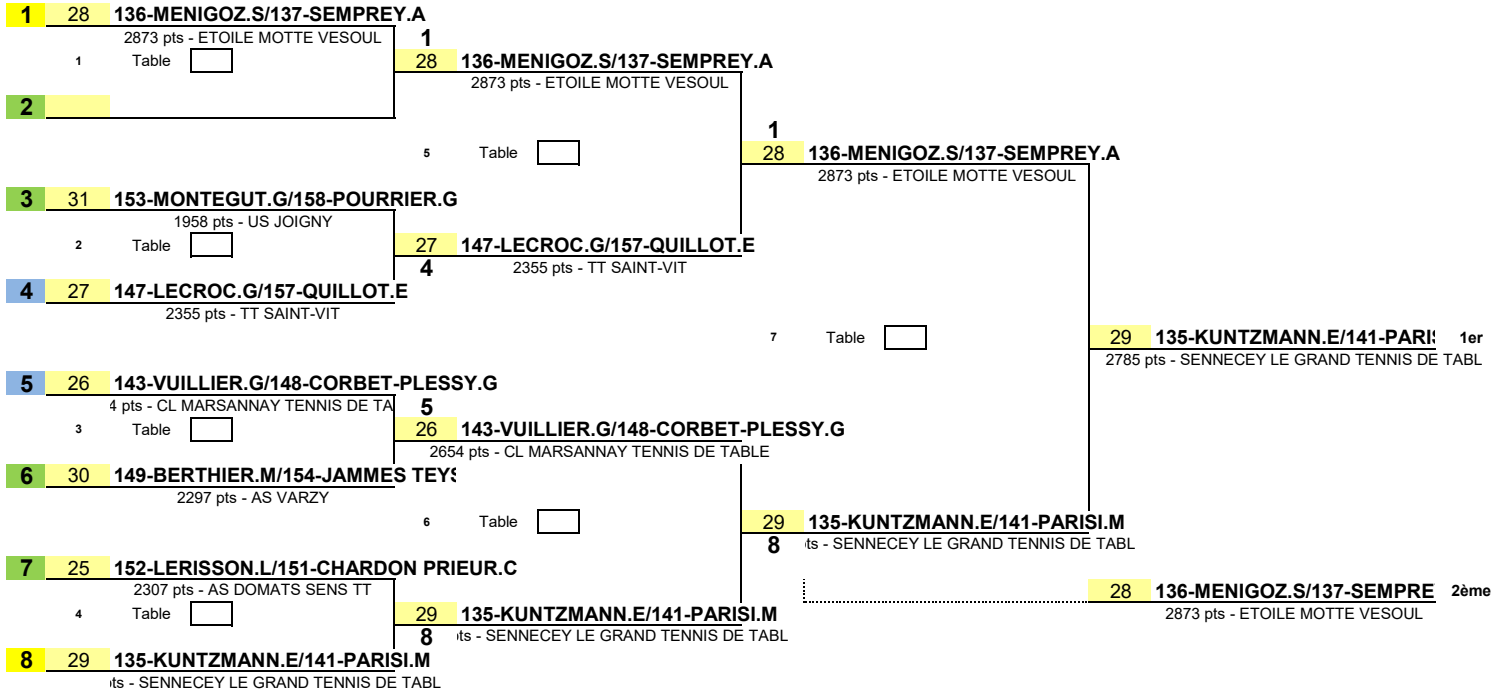 1 28 136-MENIGOZ.S/137-SEMPREY.A
2873 pts - ETOILE MOTTE VESOUL 1
1 Table 28 136-MENIGOZ.S/137-SEMPREY.A
2873 pts - ETOILE MOTTE VESOUL
2
1
5 Table 28 136-MENIGOZ.S/137-SEMPREY.A
2873 pts - ETOILE MOTTE VESOUL
3 31 153-MONTEGUT.G/158-POURRIER.G
1958 pts - US JOIGNY
2 Table 27 147-LECROC.G/157-QUILLOT.E
4 2355 pts - TT SAINT-VIT
4 27 147-LECROC.G/157-QUILLOT.E
2355 pts - TT SAINT-VIT
7 Table 29 135-KUNTZMANN.E/141-PARIS 1er
2785 pts - SENNECEY LE GRAND TENNIS DE TABL
5 26 143-VUILLIER.G/148-CORBET-PLESSY.G
4 pts - CL MARSANNAY TENNIS DE TA 5
3 Table 26 143-VUILLIER.G/148-CORBET-PLESSY.G
2654 pts - CL MARSANNAY TENNIS DE TABLE
6 30 149-BERTHIER.M/154-JAMMES TEYS
2297 pts - AS VARZY
6 Table 29 135-KUNTZMANN.E/141-PARISI.M
8 ts - SENNECEY LE GRAND TENNIS DE TABL
7 25 152-LERISSON.L/151-CHARDON PRIEUR.C
2307 pts - AS DOMATS SENS TT
28 136-MENIGOZ.S/137-SEMPRE 2ème
2873 pts - ETOILE MOTTE VESOUL
4 Table 29 135-KUNTZMANN.E/141-PARISI.M
8 ts - SENNECEY LE GRAND TENNIS DE TABL
8 29 135-KUNTZMANN.E/141-PARISI.M
ts - SENNECEY LE GRAND TENNIS DE TABL